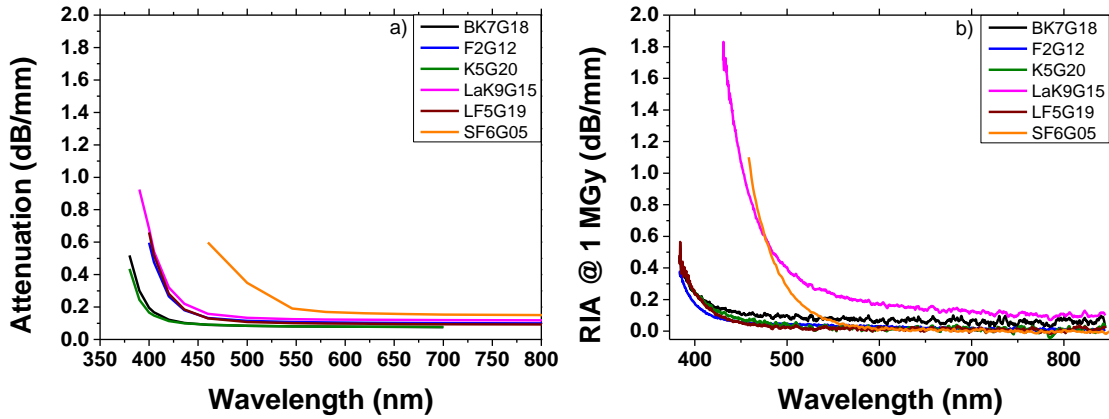 a)
BK7G18
F2G12
K5G20
LaK9G15
LF5G19
SF6G05
Attenuation (dB/mm)
2.0
1.8
1.6
1.4
1.2
1.0
0.8
0.6
0.4
0.2
0.0
350 400 450 500 550 600 650 700 750 800
Wavelength (nm)
b)
BK7G18
F2G12
K5G20
LaK9G15
LF5G19
SF6G05
RIA @ 1 MGy (dB/mm)
2.0
1.8
1.6
1.4
1.2
1.0
0.8
0.6
0.4
0.2
0.0
400 500 600 700 800
Wavelength (nm)